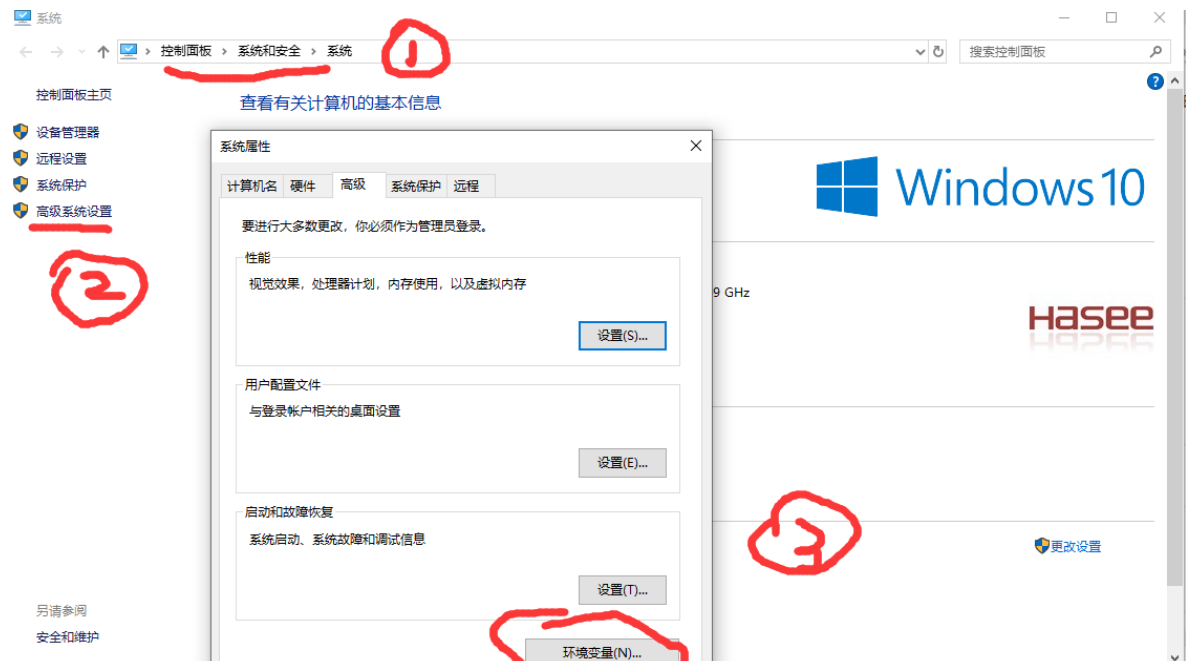 系统
控制面板 › 系统和安全 › 系统
搜索控制面板
①
控制面板主页
查看有关计算机的基本信息
设备管理器
远程设置
系统保护
高级系统设置
②
系统属性
计算机名 硬件 高级 系统保护 远程
要进行大多数更改，你必须作为管理员登录。
性能
视觉效果，处理器计划，内存使用，以及虚拟内存
设置(S)...
用户配置文件
与登录帐户相关的桌面设置
设置(E)...
启动和故障恢复
系统启动、系统故障和调试信息
设置(T)...
环境变量(N)...
Windows 10
9 GHz
Hasee
③
更改设置
另请参阅
安全和维护